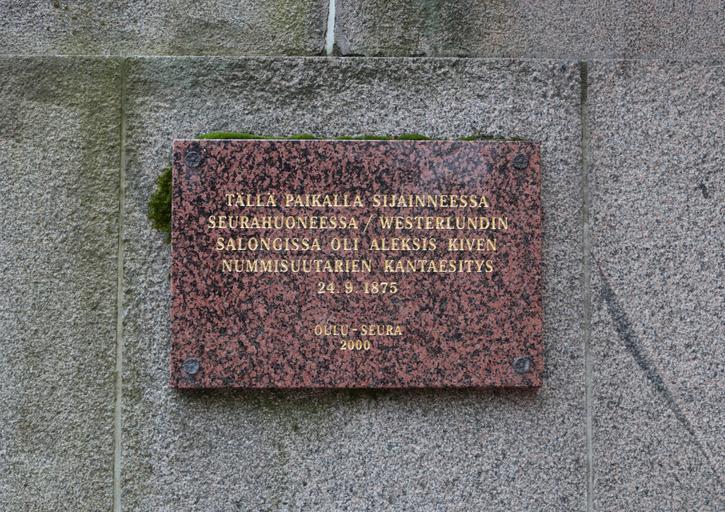 TÄLLÄ PAIKALLA SIJAINNEESSA
SEURAHUONEESSA / WESTERLUNDIN
SALONGISSA OLI ALEKSIS KIVEN
NUMMISUUTARIEN KANTAESITYS
24. 9. 1875
OULU-SEURA
2000